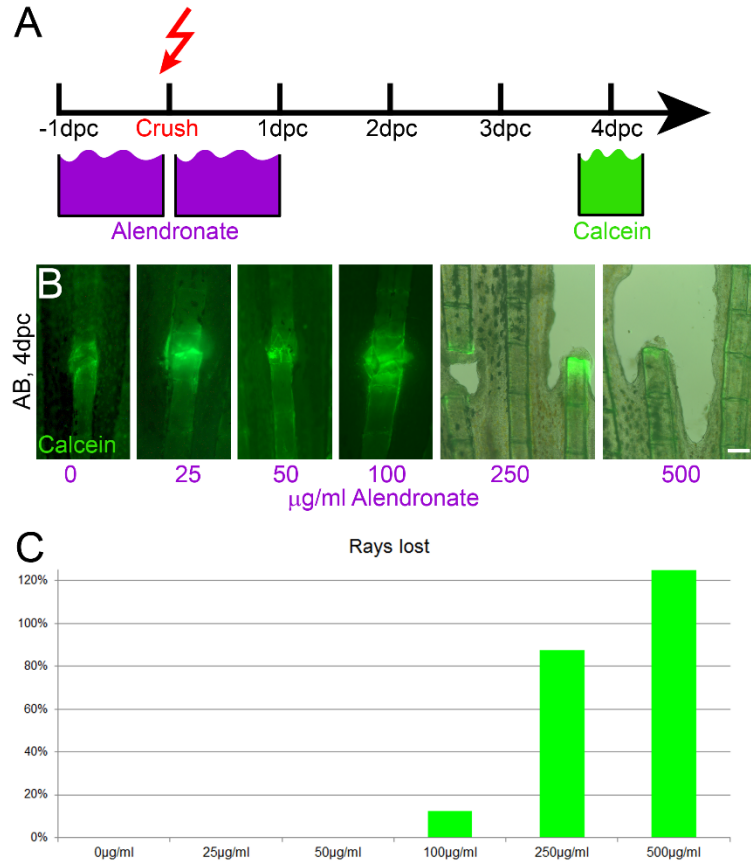 A
-1dpc Crush 1dpc 2dpc 3dpc 4dpc
Alendronate Calcein
B
AB, 4dpc
Calcein
0 25 50 100 250 500
µg/ml Alendronate
C
Rays lost
120%
100%
80%
60%
40%
20%
0%
0µg/ml 25µg/ml 50µg/ml 100µg/ml 250µg/ml 500µg/ml